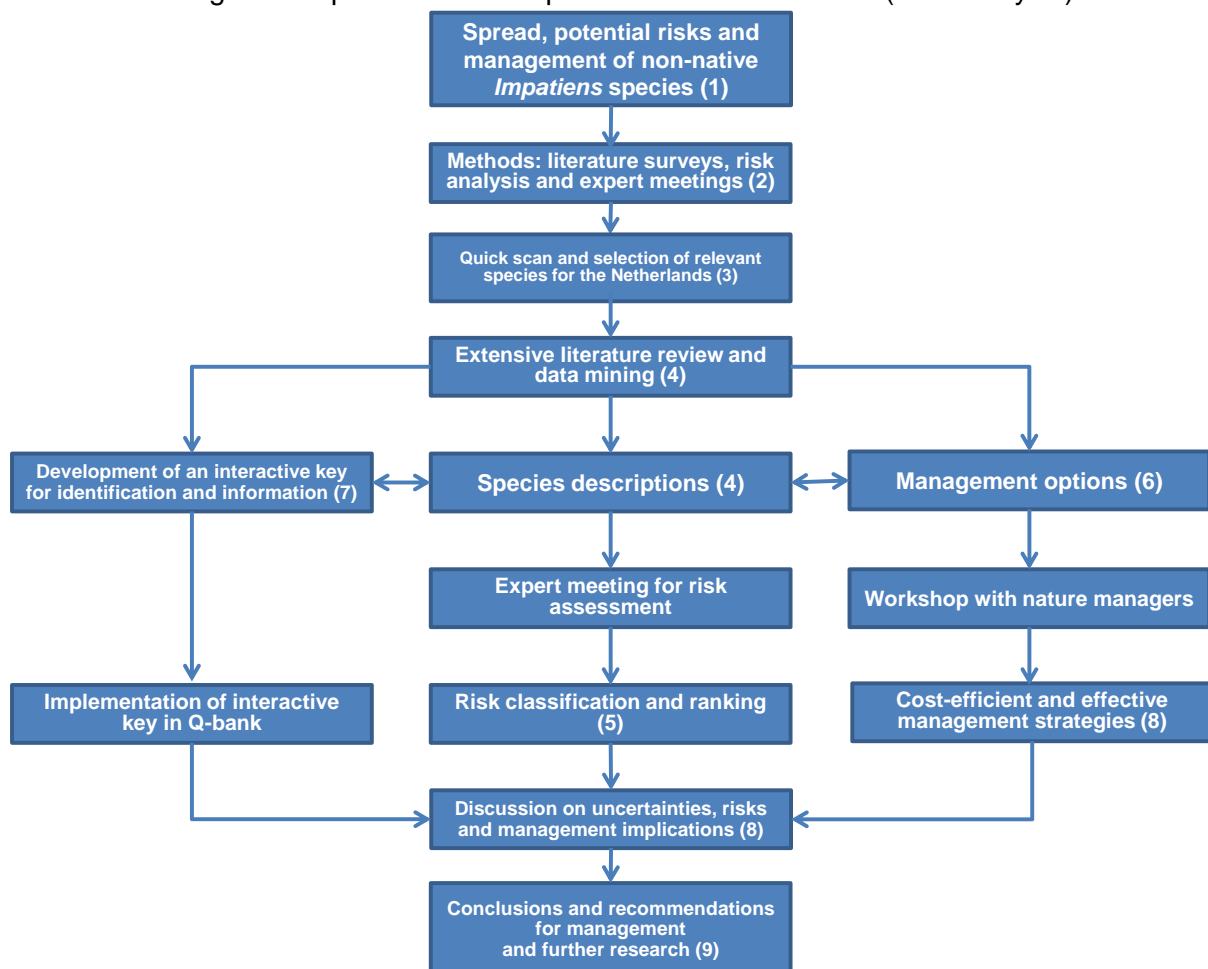 Spread, potential risks and
management of non-native
Impatiens species (1)
Methods: literature surveys, risk
analysis and expert meetings (2)
Quick scan and selection of relevant
species for the Netherlands (3)
Extensive literature review and
data mining (4)
Development of an interactive key
for identification and information (7)
Species descriptions (4)
Management options (6)
Expert meeting for risk
assessment
Workshop with nature managers
Implementation of interactive
key in Q-bank
Risk classification and ranking
(5)
Cost-efficient and effective
management strategies (8)
Discussion on uncertainties, risks
and management implications (8)
Conclusions and recommendations
for management
and further research (9)